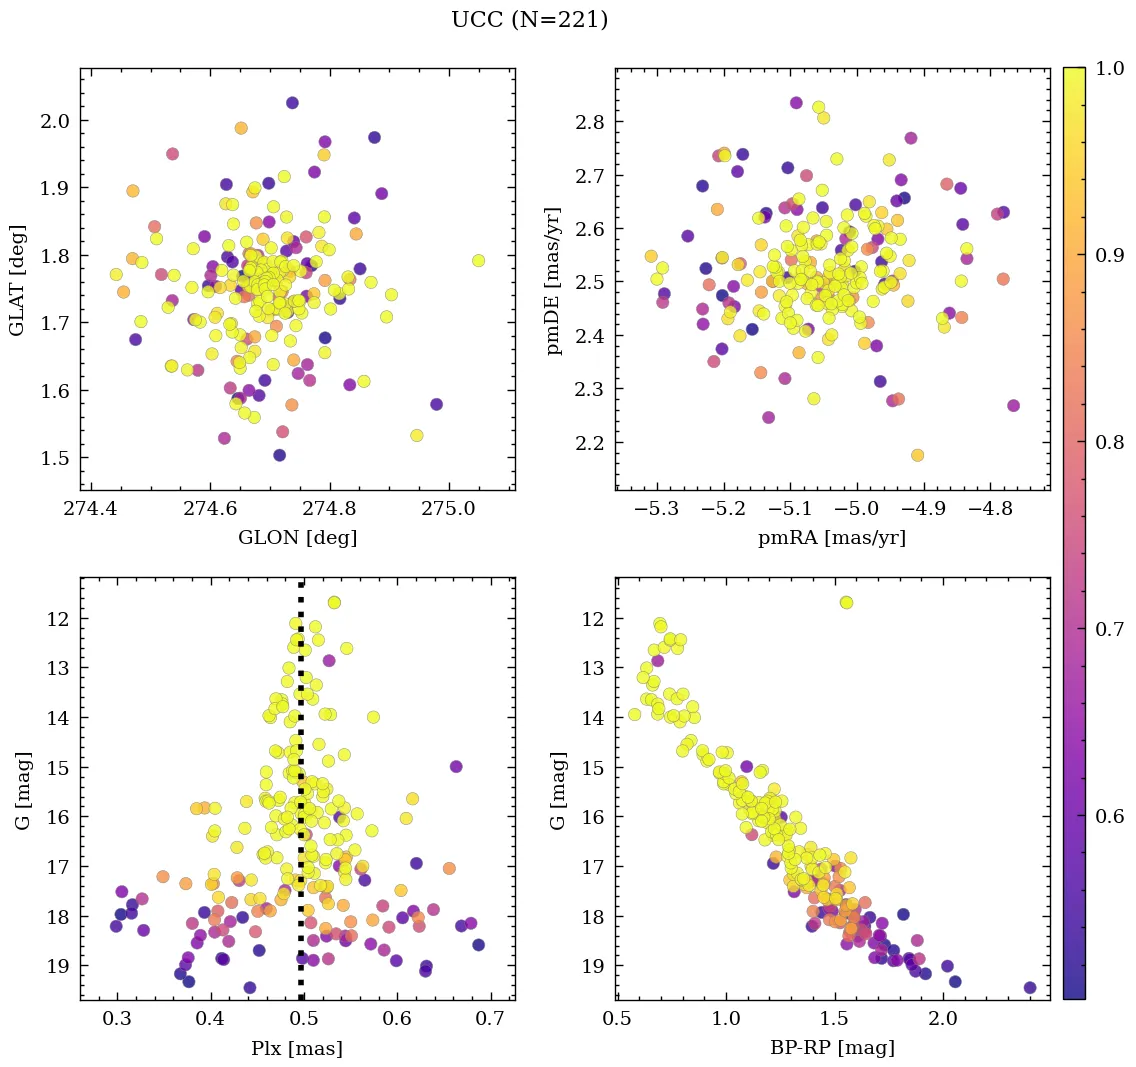 UCC (N=221)
2.0
1.9
1.8
1.7
1.6
1.5
GLAT [deg]
274.4 274.6 274.8 275.0
GLON [deg]
2.8
2.7
2.6
2.5
2.4
2.3
2.2
pmDE [mas/yr]
−5.3 −5.2 −5.1 −5.0 −4.9 −4.8
pmRA [mas/yr]
12
13
14
15
16
17
18
19
G [mag]
0.3 0.4 0.5 0.6 0.7
Plx [mas]
12
13
14
15
16
17
18
19
G [mag]
0.5 1.0 1.5 2.0
BP-RP [mag]
1.0
0.9
0.8
0.7
0.6